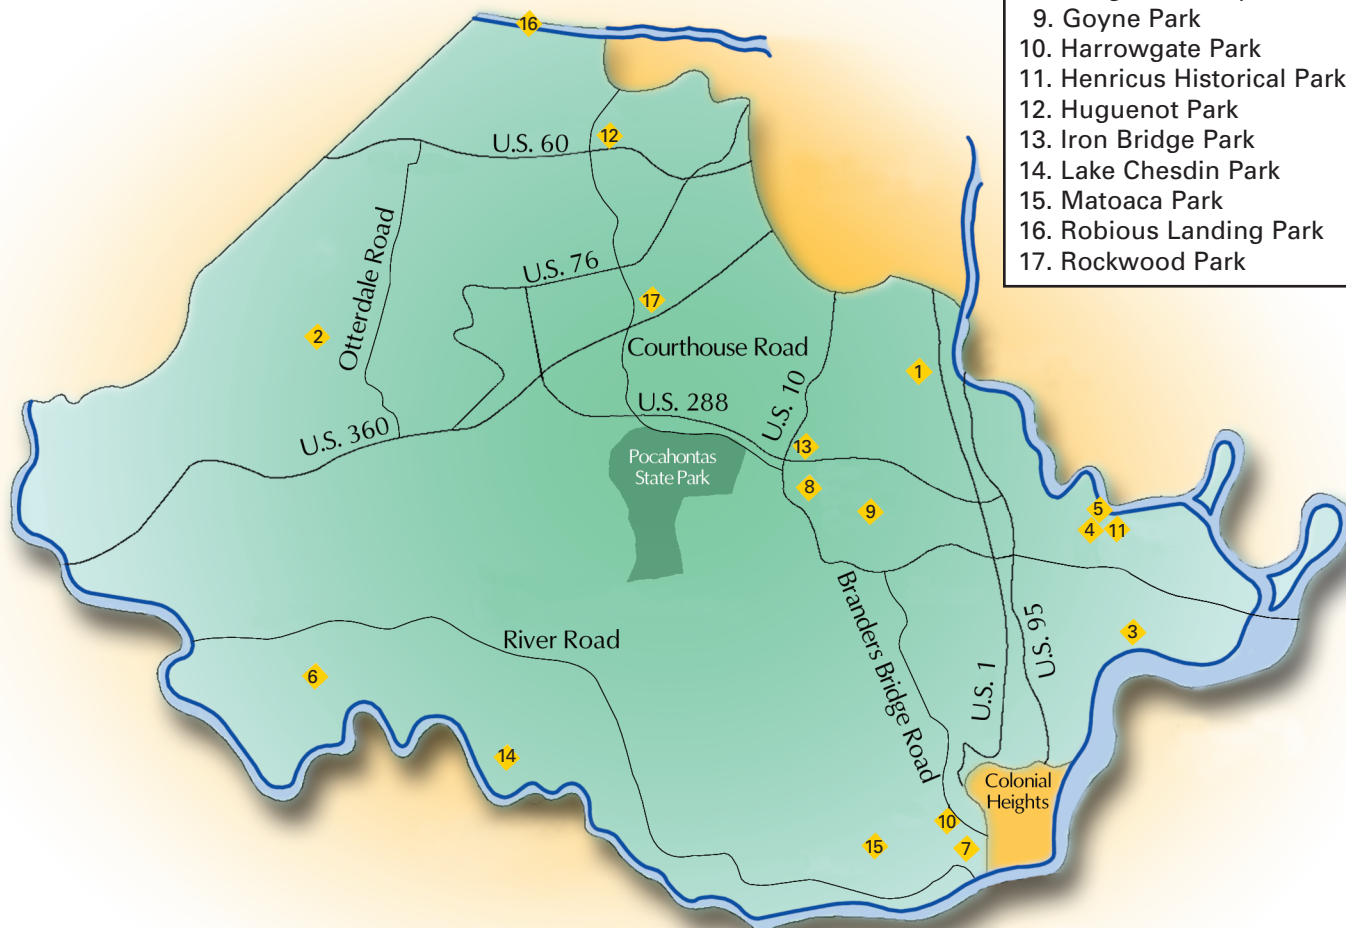 9. Goyne Park
10. Harrowgate Park
11. Henricus Historical Park
12. Huguenot Park
13. Iron Bridge Park
14. Lake Chesdin Park
15. Matoaca Park
16. Robious Landing Park
17. Rockwood Park
16
12
U.S. 60
Otterdale Road
U.S. 76
17
2
Courthouse Road
1
U.S. 10
U.S. 288
U.S. 360
13
Pocahontas
State Park
8
9
5
4
11
Branders Bridge Road
U.S. 95
3
River Road
6
U.S. 1
14
Colonial
Heights
10
15
7